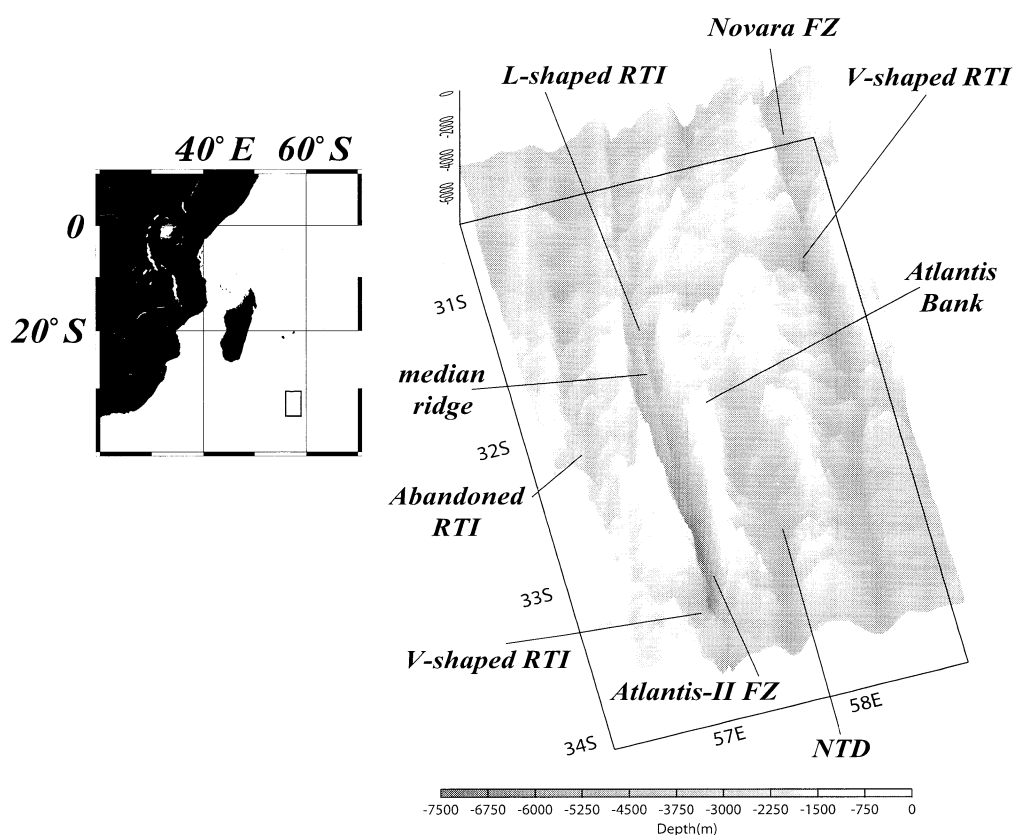 40° E 60° S
0
20° S
Novara FZ
L-shaped RTI
V-shaped RTI
0
-2000
-4000
-6000
Atlantis
Bank
31S
median
ridge
32S
Abandoned
RTI
33S
V-shaped RTI
Atlantis-II FZ
58E
57E
34S
NTD
-7500 -6750 -6000 -5250 -4500 -3750 -3000 -2250 -1500 -750 0
Depth(m)